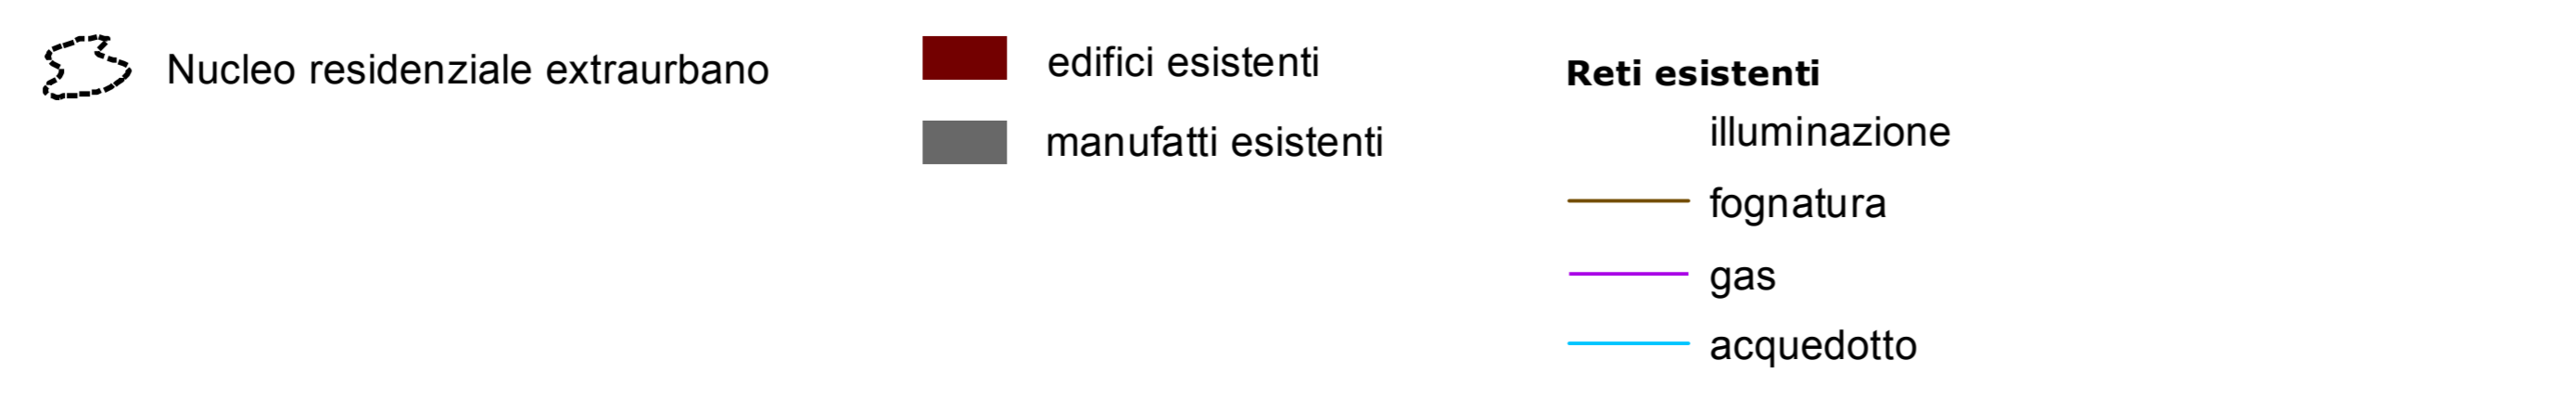 Nucleo residenziale extraurbano
edifici esistenti
manufatti esistenti
Reti esistenti
illuminazione
fognatura
gas
acquedotto